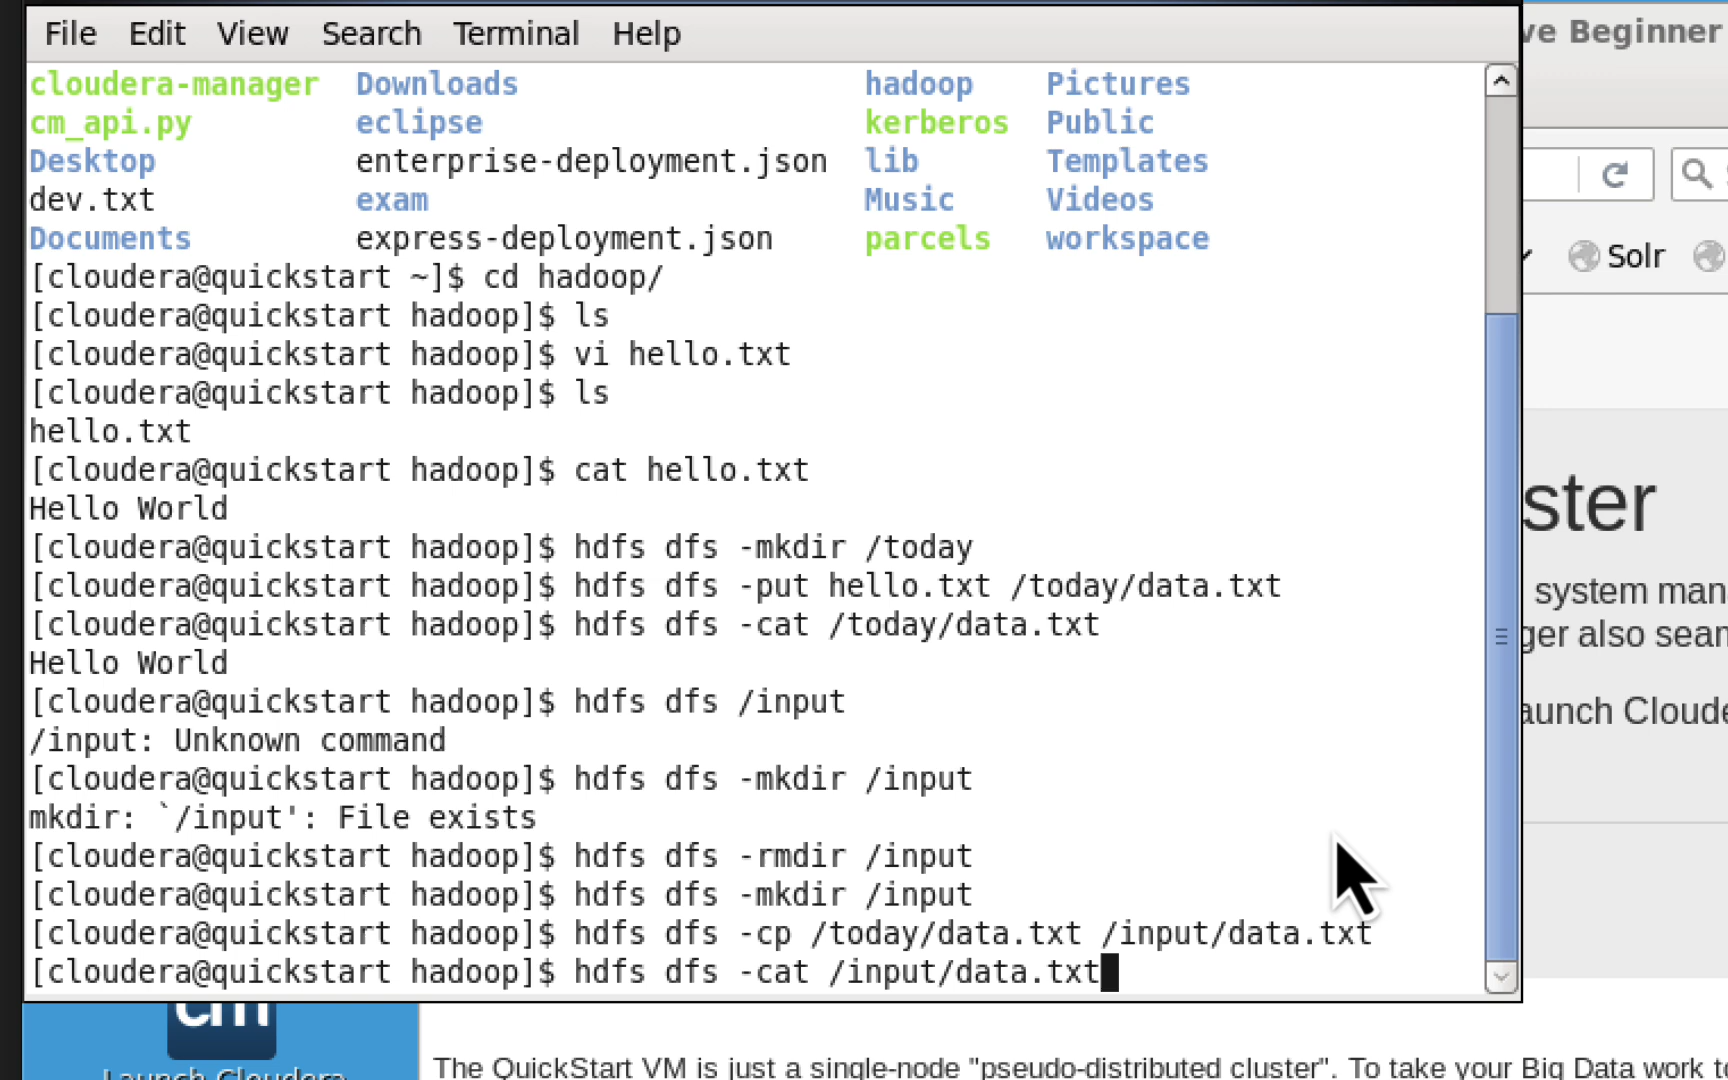 File Edit View Search Terminal Help
ve Beginner
cloudera-manager Downloads hadoop Pictures
cm_api.py eclipse kerberos Public
Desktop enterprise-deployment.json lib Templates
dev.txt exam Music Videos
Documents express-deployment.json parcels workspace
Solr
[cloudera@quickstart ~]$ cd hadoop/
[cloudera@quickstart hadoop]$ ls
[cloudera@quickstart hadoop]$ vi hello.txt
[cloudera@quickstart hadoop]$ ls
hello.txt
[cloudera@quickstart hadoop]$ cat hello.txt
Hello World
[cloudera@quickstart hadoop]$ hdfs dfs -mkdir /today
[cloudera@quickstart hadoop]$ hdfs dfs -put hello.txt /today/data.txt
[cloudera@quickstart hadoop]$ hdfs dfs -cat /today/data.txt
Hello World
[cloudera@quickstart hadoop]$ hdfs dfs /input
/input: Unknown command
[cloudera@quickstart hadoop]$ hdfs dfs -mkdir /input
mkdir: `/input': File exists
[cloudera@quickstart hadoop]$ hdfs dfs -rmdir /input
[cloudera@quickstart hadoop]$ hdfs dfs -mkdir /input
[cloudera@quickstart hadoop]$ hdfs dfs -cp /today/data.txt /input/data.txt
[cloudera@quickstart hadoop]$ hdfs dfs -cat /input/data.txt
ster
system man
ger also sean
aunch Cloude
cm
Launch Cloudera
The QuickStart VM is just a single-node "pseudo-distributed cluster". To take your Big Data work to